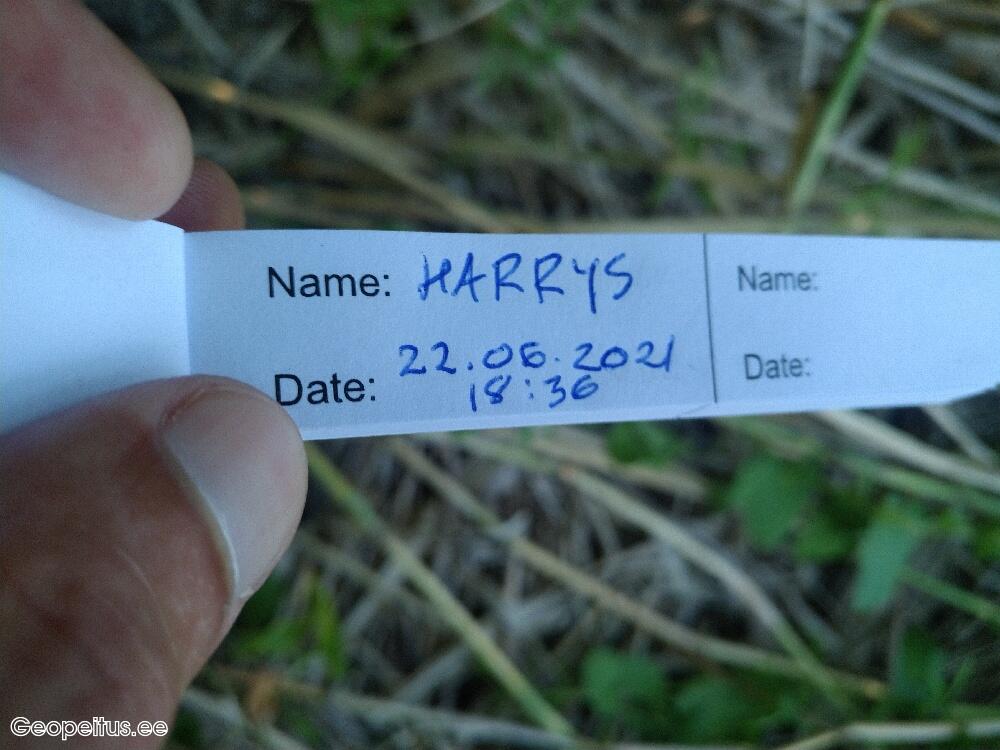 Name: HARRYS
Date: 22.06.2021
18:36
Name:
Date:
Geopeitus.ee